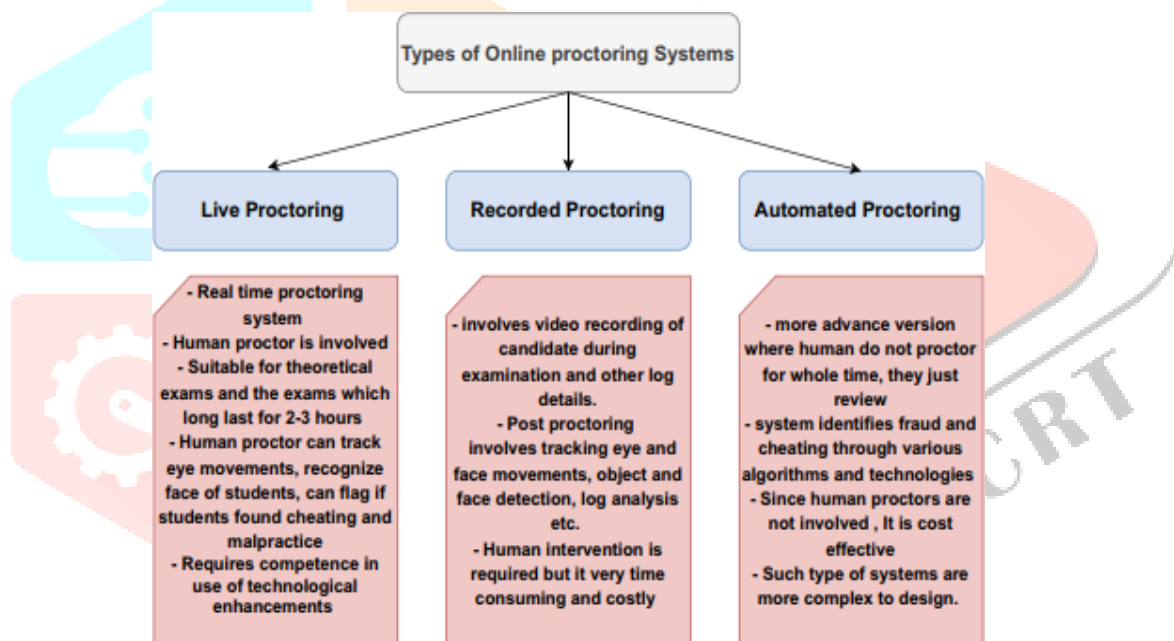 Types of Online proctoring Systems
Live Proctoring
Recorded Proctoring
Automated Proctoring
- Real time proctoring
system
- Human proctor is involved
- Suitable for theoretical
exams and the exams which
long last for 2-3 hours
- Human proctor can track
eye movements, recognize
face of students, can flag if
students found cheating and
malpractice
- Requires competence in
use of technological
enhancements
- involves video recording of
candidate during
examination and other log
details.
- Post proctoring
involves tracking eye and
face movements, object and
face detection, log analysis
etc.
- Human intervention is
required but it very time
consuming and costly
- more advance version
where human do not proctor
for whole time, they just
review
- system identifies fraud and
cheating through various
algorithms and technologies
- Since human proctors are
not involved , It is cost
effective
- Such type of systems are
more complex to design.
CRT